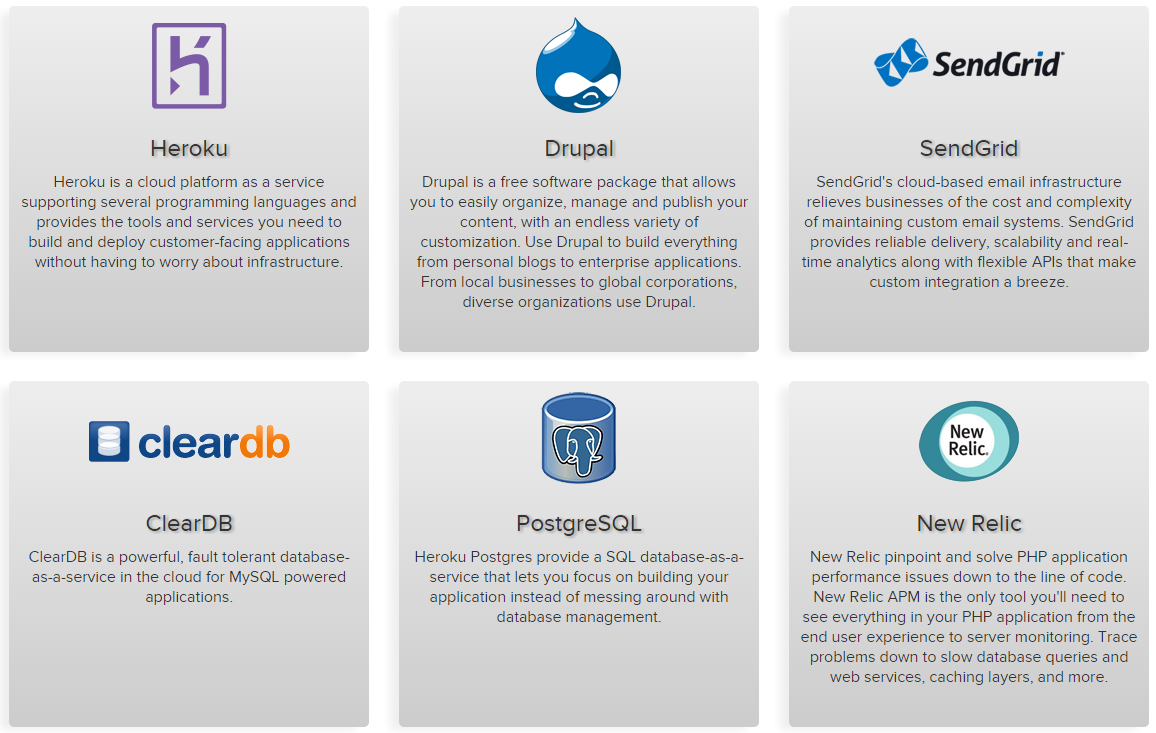 SendGrid
Heroku
Heroku is a cloud platform as a service
supporting several programming languages and
provides the tools and services you need to
build and deploy customer-facing applications
without having to worry about infrastructure.
Drupal
Drupal is a free software package that allows
you to easily organize, manage and publish your
content, with an endless variety of
customization. Use Drupal to build everything
from personal blogs to enterprise applications.
From local businesses to global corporations,
diverse organizations use Drupal.
SendGrid
SendGrid's cloud-based email infrastructure
relieves businesses of the cost and complexity
of maintaining custom email systems. SendGrid
provides reliable delivery, scalability and real-
time analytics along with flexible APIs that make
custom integration a breeze.
cleardb
ClearDB
ClearDB is a powerful, fault tolerant database-
as-a-service in the cloud for MySQL powered
applications.
PostgreSQL
Heroku Postgres provide a SQL database-as-a-
service that lets you focus on building your
application instead of messing around with
database management.
New
Relic.
New Relic
New Relic pinpoint and solve PHP application
performance issues down to the line of code.
New Relic APM is the only tool you'll need to
see everything in your PHP application from the
end user experience to server monitoring. Trace
problems down to slow database queries and
web services, caching layers, and more.